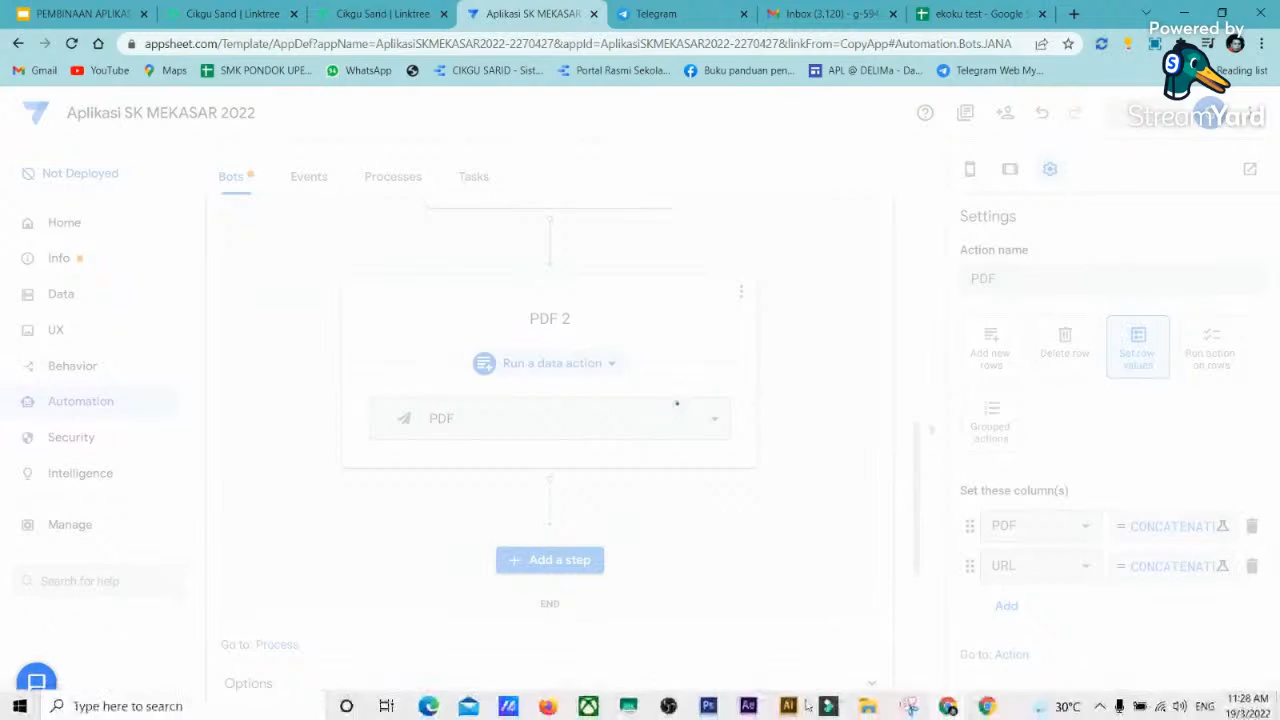 PEMBINAAN APLIKAS
Cikgu Sarid | Linktree
Cikgu Sarid | Linktree
Aplikasi SK MEKASAR
Telegram
Inbox (3,120) - g-594
ekoku test - Google S
Powered by
appsheet.com/Template/AppDef?appName=AplikasiSKMEKASAR2022-2270427&appId=AplikasiSKMEKASAR2022-2270427&linkFrom=CopyApp#Automation.Bots.JANA
Gmail
YouTube
Maps
SMK PONDOK UPE...
WhatsApp
CIKGU SARID - Sist...
Portal Rasmi Sekola...
Buku panduan pen...
APL @ DELIMa - Da...
Telegram Web My...
Reading list
StreamYard
Aplikasi SK MEKASAR 2022
Not Deployed
Bots
Events
Processes
Tasks
Home
Info
Data
UX
Behavior
Automation
Security
Intelligence
Manage
Search for help
PDF 2
Run a data action
PDF
+ Add a step
END
Go to: Process
Options
Settings
Action name
PDF
Add new
rows
Delete row
Set row
values
Run action
on rows
Grouped
actions
Set these column(s)
PDF
= CONCATENATI
URL
= CONCATENATI
Add
Go to: Action
Type here to search
30°C
ENG
11:28 AM
19/3/2022